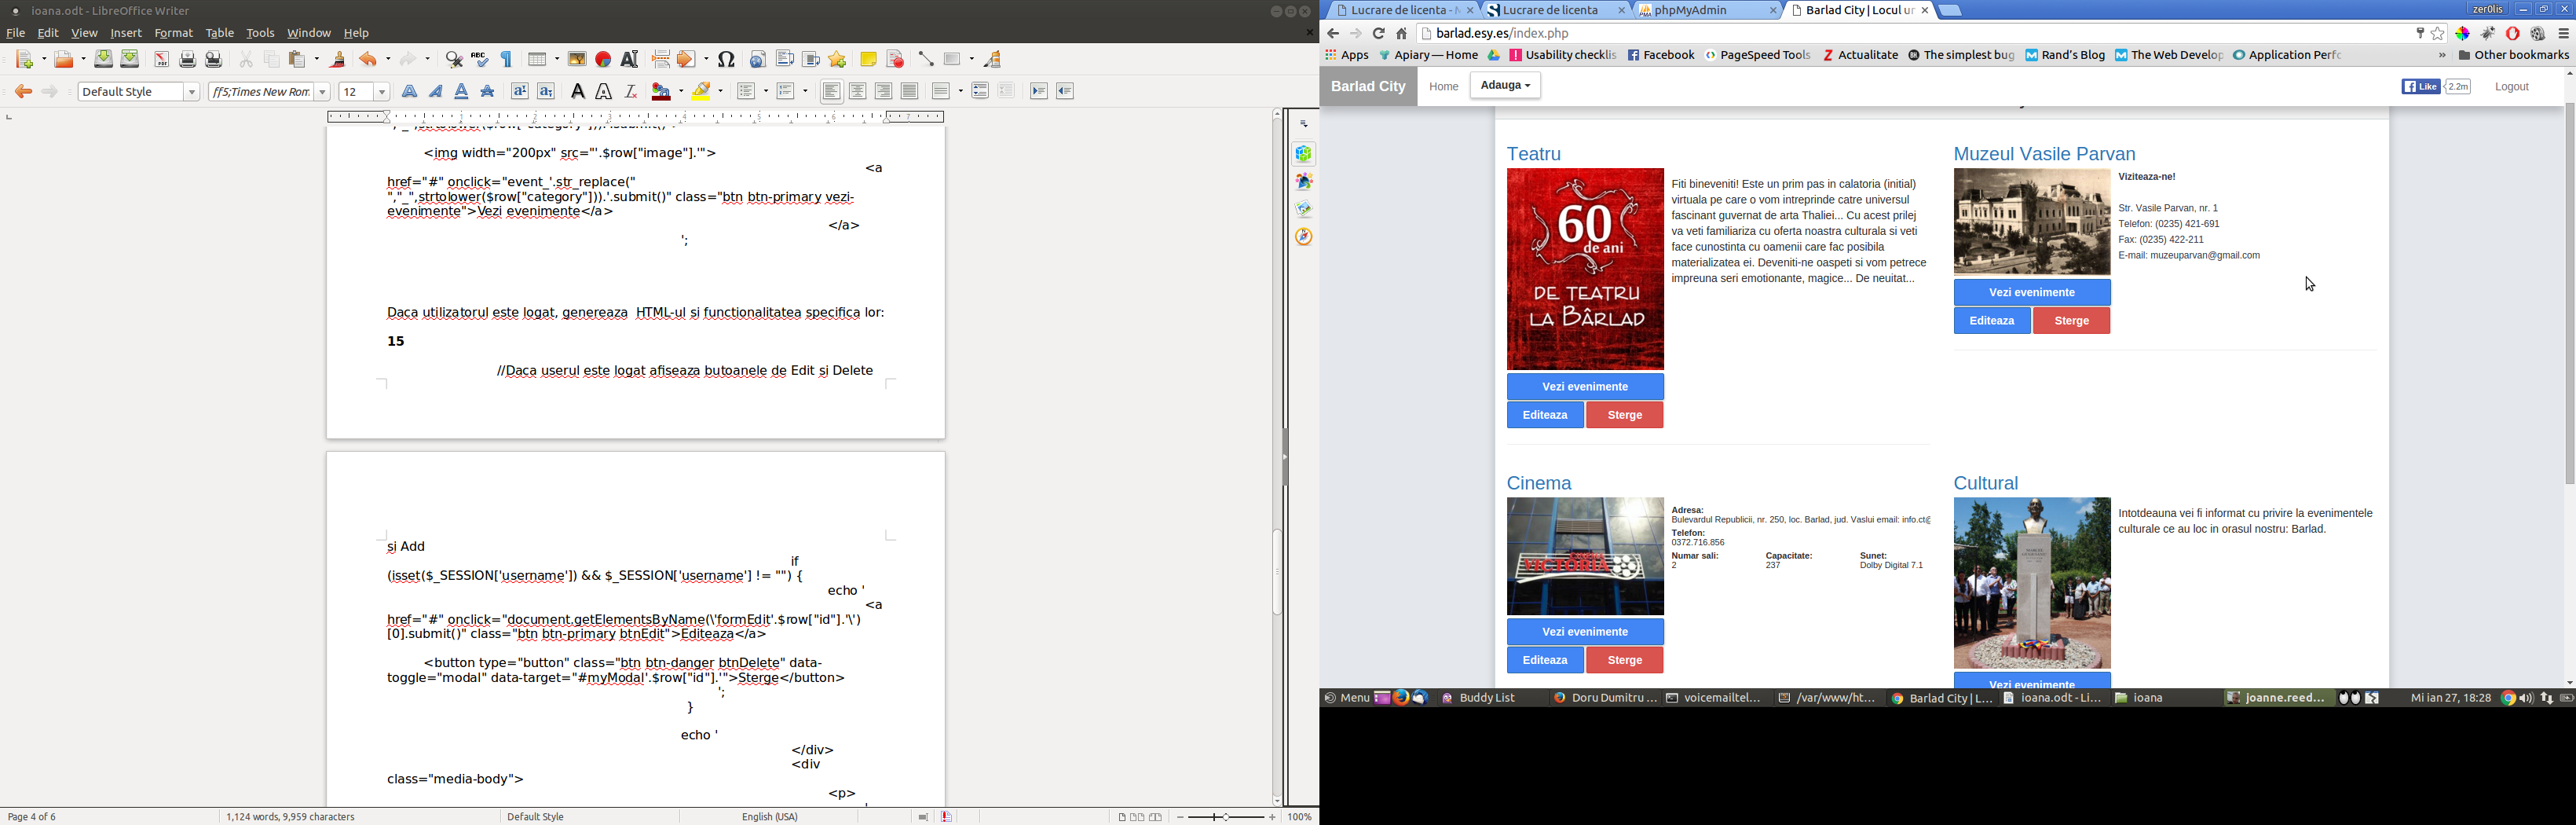 ioana.odt - LibreOffice Writer
File Edit View Insert Format Table Tools Window Help
Default Style
ff5;Times New Rom
12
<img width="200px" src="'.$row["image"].'">
<a
href="#" onclick="event_'.str_replace("
","_",strtolower($row["category"])).'.submit()" class="btn btn-primary vezi-
evenimente">Vezi evenimente</a>
</a>
';
Daca utilizatorul este logat, genereaza HTML-ul si functionalitatea specifica lor:
15
//Daca userul este logat afiseaza butoanele de Edit si Delete
si Add
if
(isset($_SESSION['username']) && $_SESSION['username'] != "") {
echo '
<a
href="#" onclick="document.getElementsByName(\'formEdit'.$row["id"].'\')
[0].submit()" class="btn btn-primary btnEdit">Editeaza</a>
<button type="button" class="btn btn-danger btnDelete" data-
toggle="modal" data-target="#myModal'.$row["id"].'">Sterge</button>
';
}
echo '
</div>
<div
class="media-body">
<p>
Page 4 of 6
1,124 words, 9,959 characters
Default Style
English (USA)
100%
Lucrare de licenta - 
Lucrare de licenta
phpMyAdmin
Barlad City | Locul un
zer0lis
barlad.esy.es/index.php
Apps
Apiary — Home
Usability checklis
Facebook
PageSpeed Tools
Actualitate
The simplest bug
Rand's Blog
The Web Develop
Application Perfo
» Other bookmarks
Barlad City
Home
Adauga
Like
2.2m
Logout
Teatru
60
de ani
DE TEATRU
LA BÂRLAD
Fiti bineveniti! Este un prim pas in calatoria (initial)
virtuala pe care o vom intreprinde catre universul
fascinant guvernat de arta Thaliei... Cu acest prilej
va veti familiariza cu oferta noastra culturala si veti
face cunostinta cu oamenii care fac posibila
materializatea ei. Deveniti-ne oaspeti si vom petrece
impreuna seri emotionante, magice... De neuitat...
Vezi evenimente
Editeaza
Sterge
Muzeul Vasile Parvan
Viziteaza-ne!
Str. Vasile Parvan, nr. 1
Telefon: (0235) 421-691
Fax: (0235) 422-211
E-mail: muzeuparvan@gmail.com
Vezi evenimente
Editeaza
Sterge
Cinema
CINEMA
VICTORIA
Adresa:
Bulevardul Republicii, nr. 250, loc. Barlad, jud. Vaslui email: info.ct@
Telefon:
0372.716.856
Numar sali:
2
Capacitate:
237
Sunet:
Dolby Digital 7.1
Vezi evenimente
Editeaza
Sterge
Cultural
Intotdeauna vei fi informat cu privire la evenimentele
culturale ce au loc in orasul nostru: Barlad.
Vezi evenimente
Menu
Buddy List
Doru Dumitru ...
voicemailtel...
/var/www/ht...
Barlad City | L...
ioana.odt - Li...
ioana
joanne.reed...
Mi ian 27, 18:28